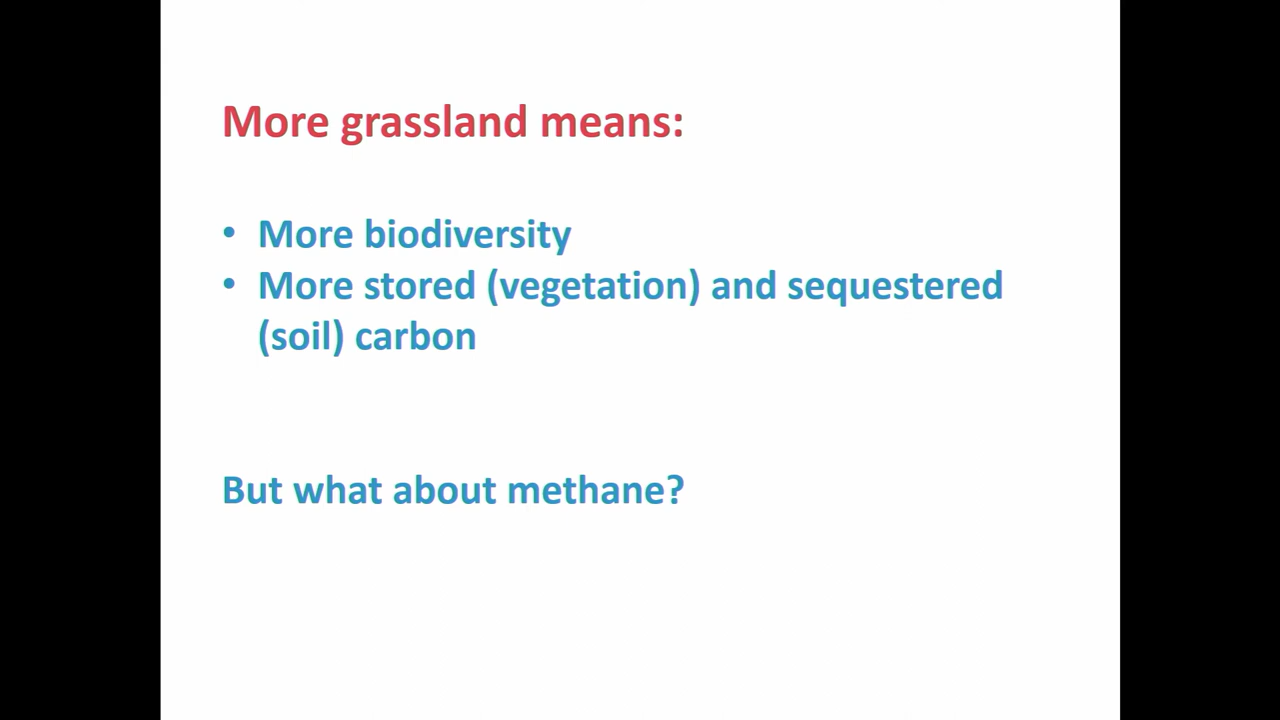 More grassland means:
• More biodiversity
• More stored (vegetation) and sequestered
(soil) carbon
But what about methane?